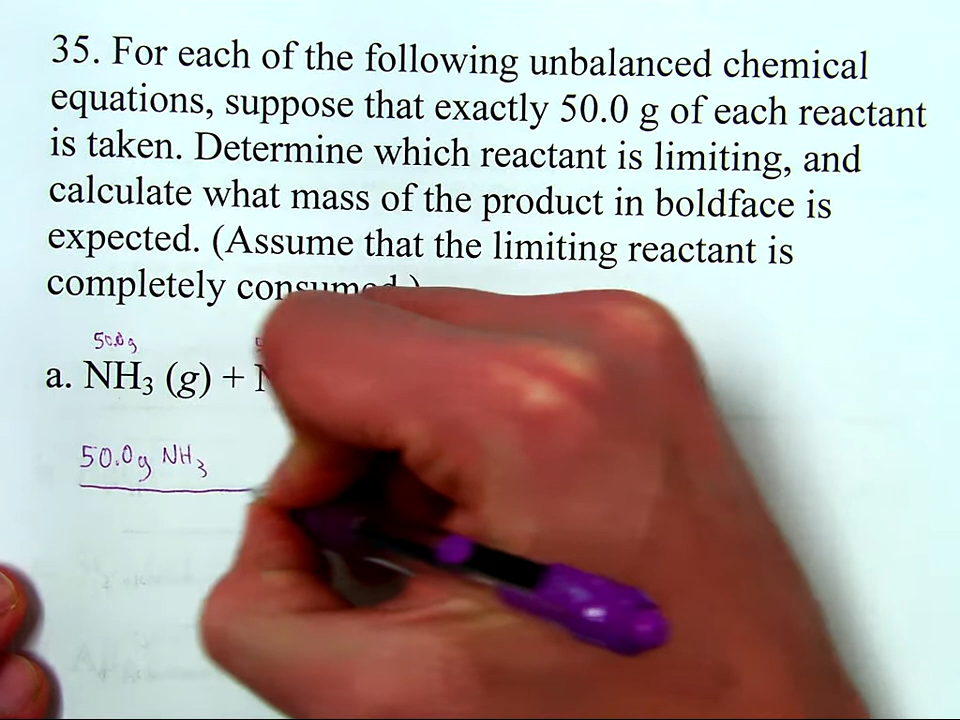 35. For each of the following unbalanced chemical
equations, suppose that exactly 50.0 g of each reactant
is taken. Determine which reactant is limiting, and
calculate what mass of the product in boldface is
expected. (Assume that the limiting reactant is
completely consumed.)
50.0g
a. NH3 (g) +
50.0g NH3